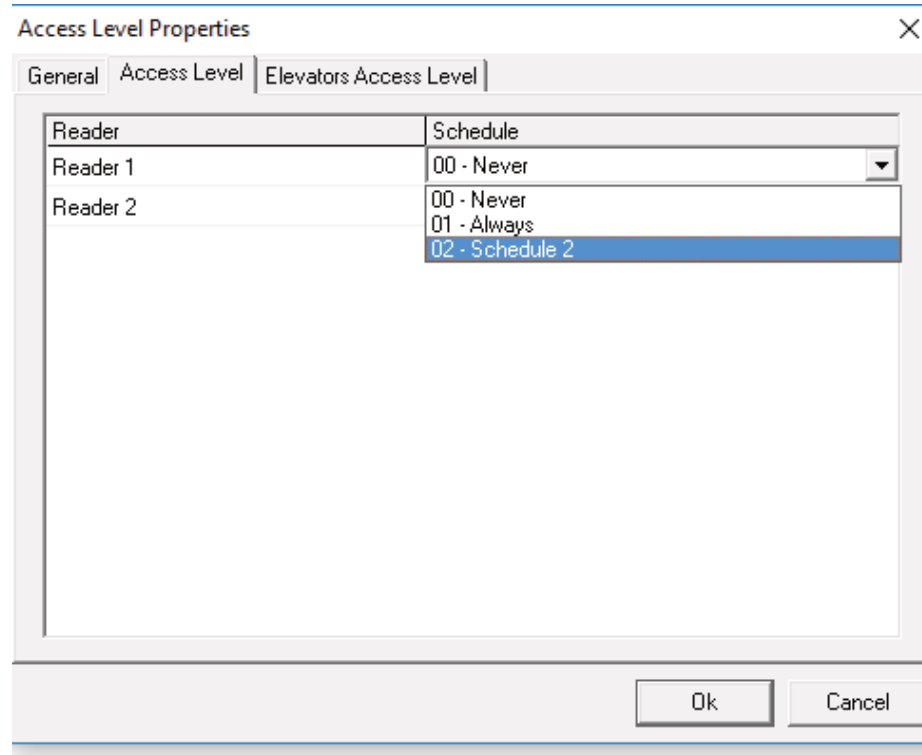 Access Level Properties
General Access Level Elevators Access Level
Reader Schedule
Reader 1 00 - Never
Reader 2 00 - Never
01 - Always
02 - Schedule 2
Ok Cancel